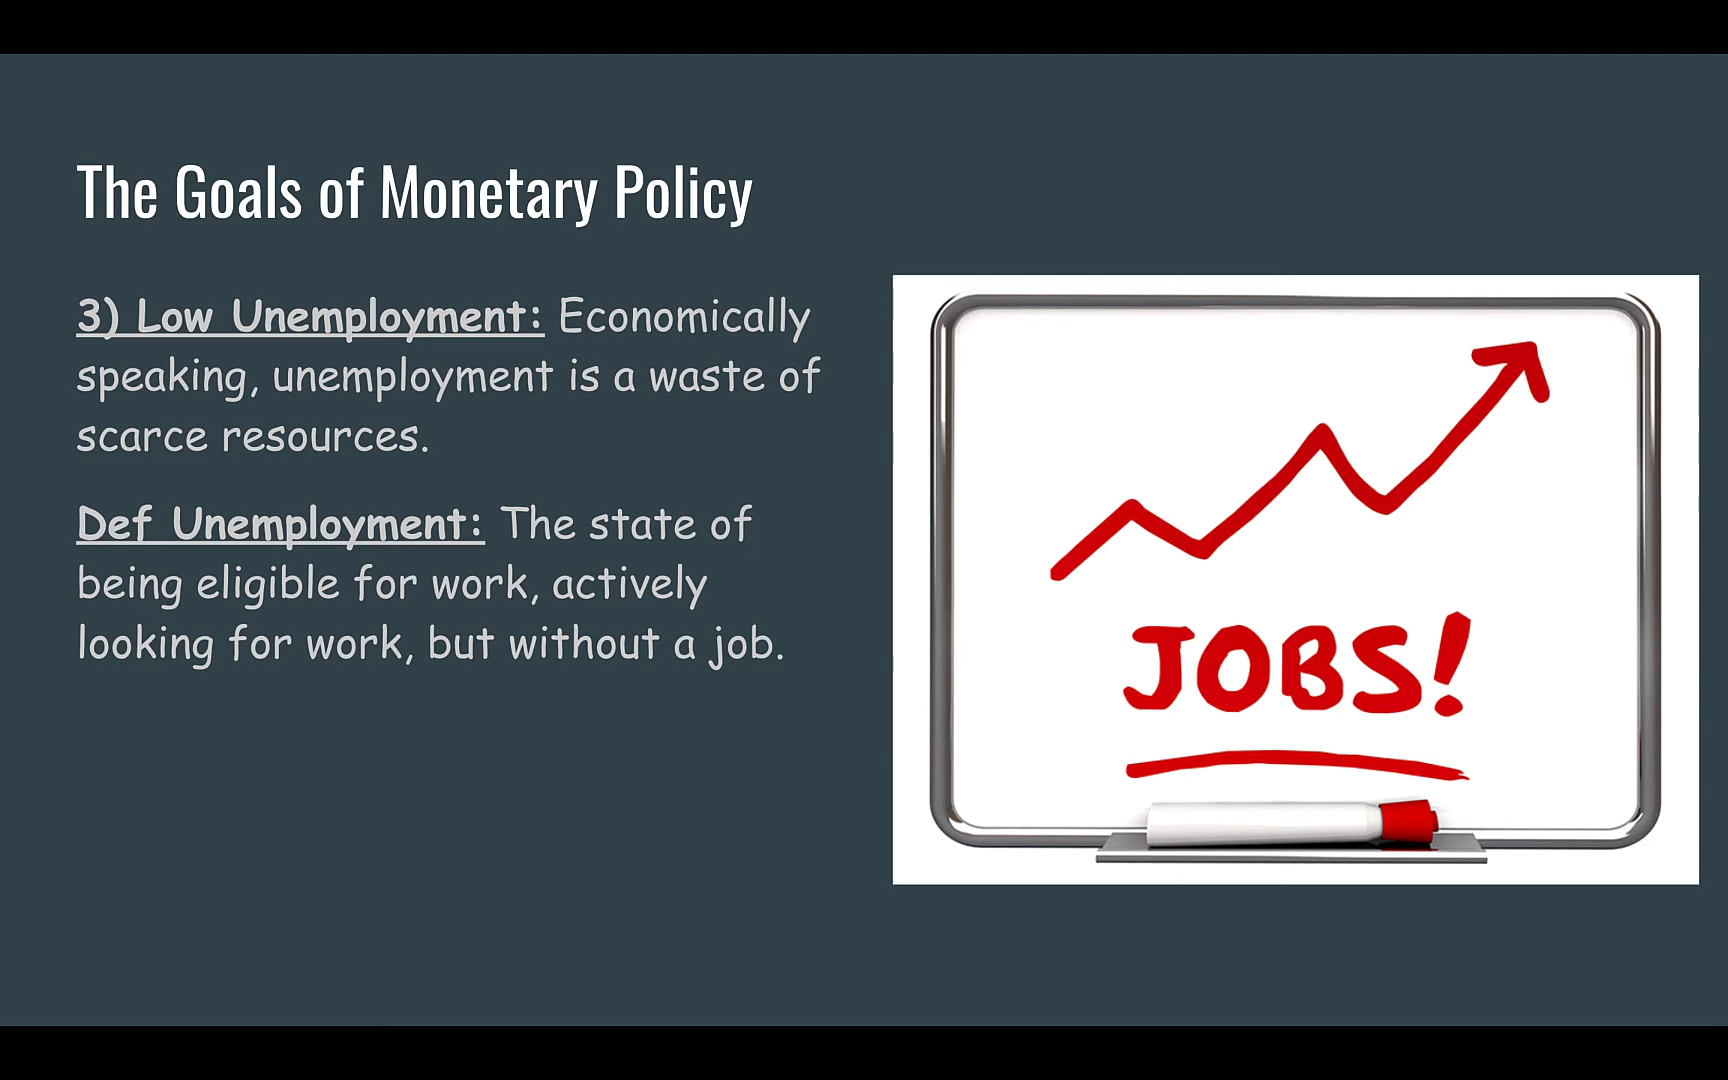 The Goals of Monetary Policy
3) Low Unemployment: Economically
speaking, unemployment is a waste of
scarce resources.
Def Unemployment: The state of
being eligible for work, actively
looking for work, but without a job.
JOBS!